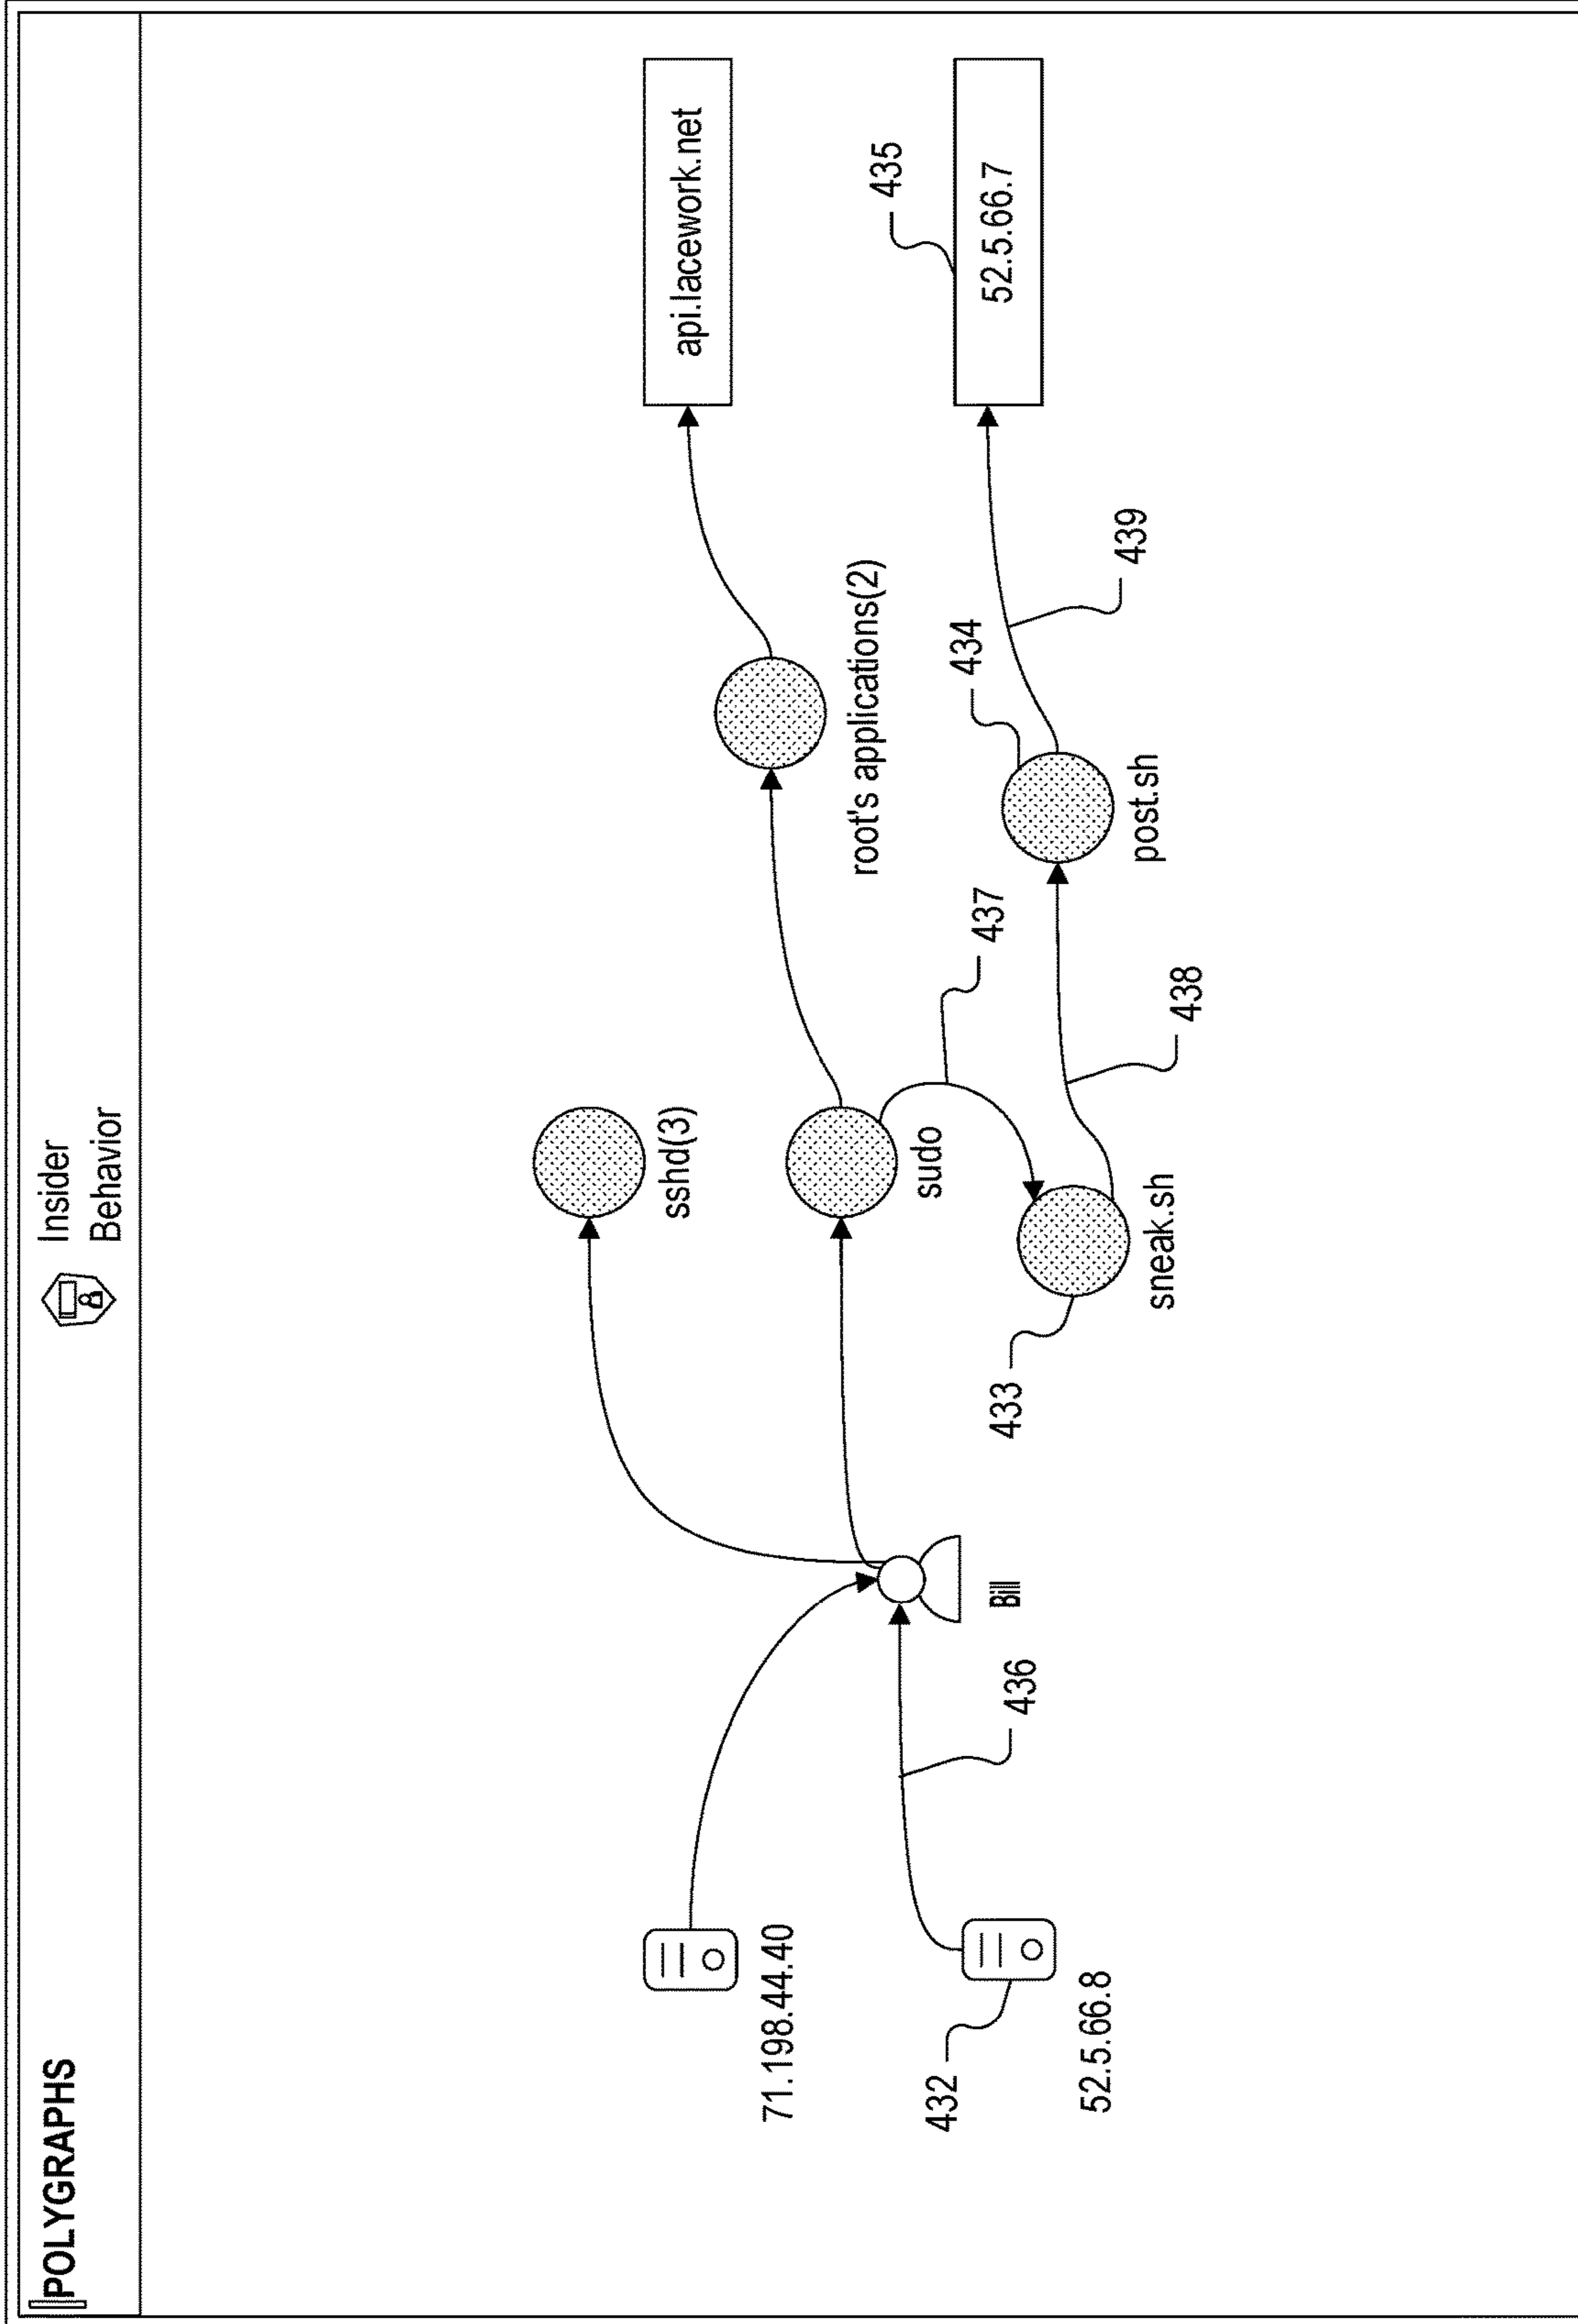 POLYGRAPHS
Insider
Behavior
sshd(3)
71.198.44.40
api.lacework.net
root's applications(2)
sudo
Bill
432
52.5.66.8
436
433
sneak.sh
437
438
434
post.sh
439
435
52.5.66.7